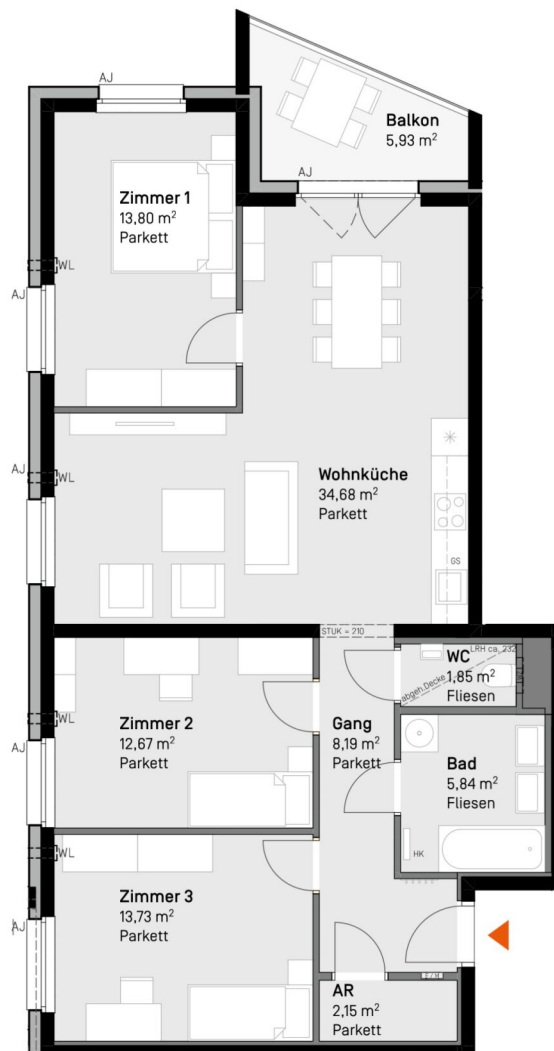 AJ
Balkon
5,93 m²
AJ
Zimmer 1
13,80 m²
Parkett
WL
AJ
AJ
WL
Wohnküche
34,68 m²
Parkett
GS
STUK = 210
LRH ca. 232
WC
1,85 m²
Fliesen
abgeh.Decke
Zimmer 2
12,67 m²
Parkett
WL
Gang
8,19 m²
Parkett
AJ
Bad
5,84 m²
Fliesen
WL
HK
Zimmer 3
13,73 m²
Parkett
AJ
AR
2,15 m²
Parkett